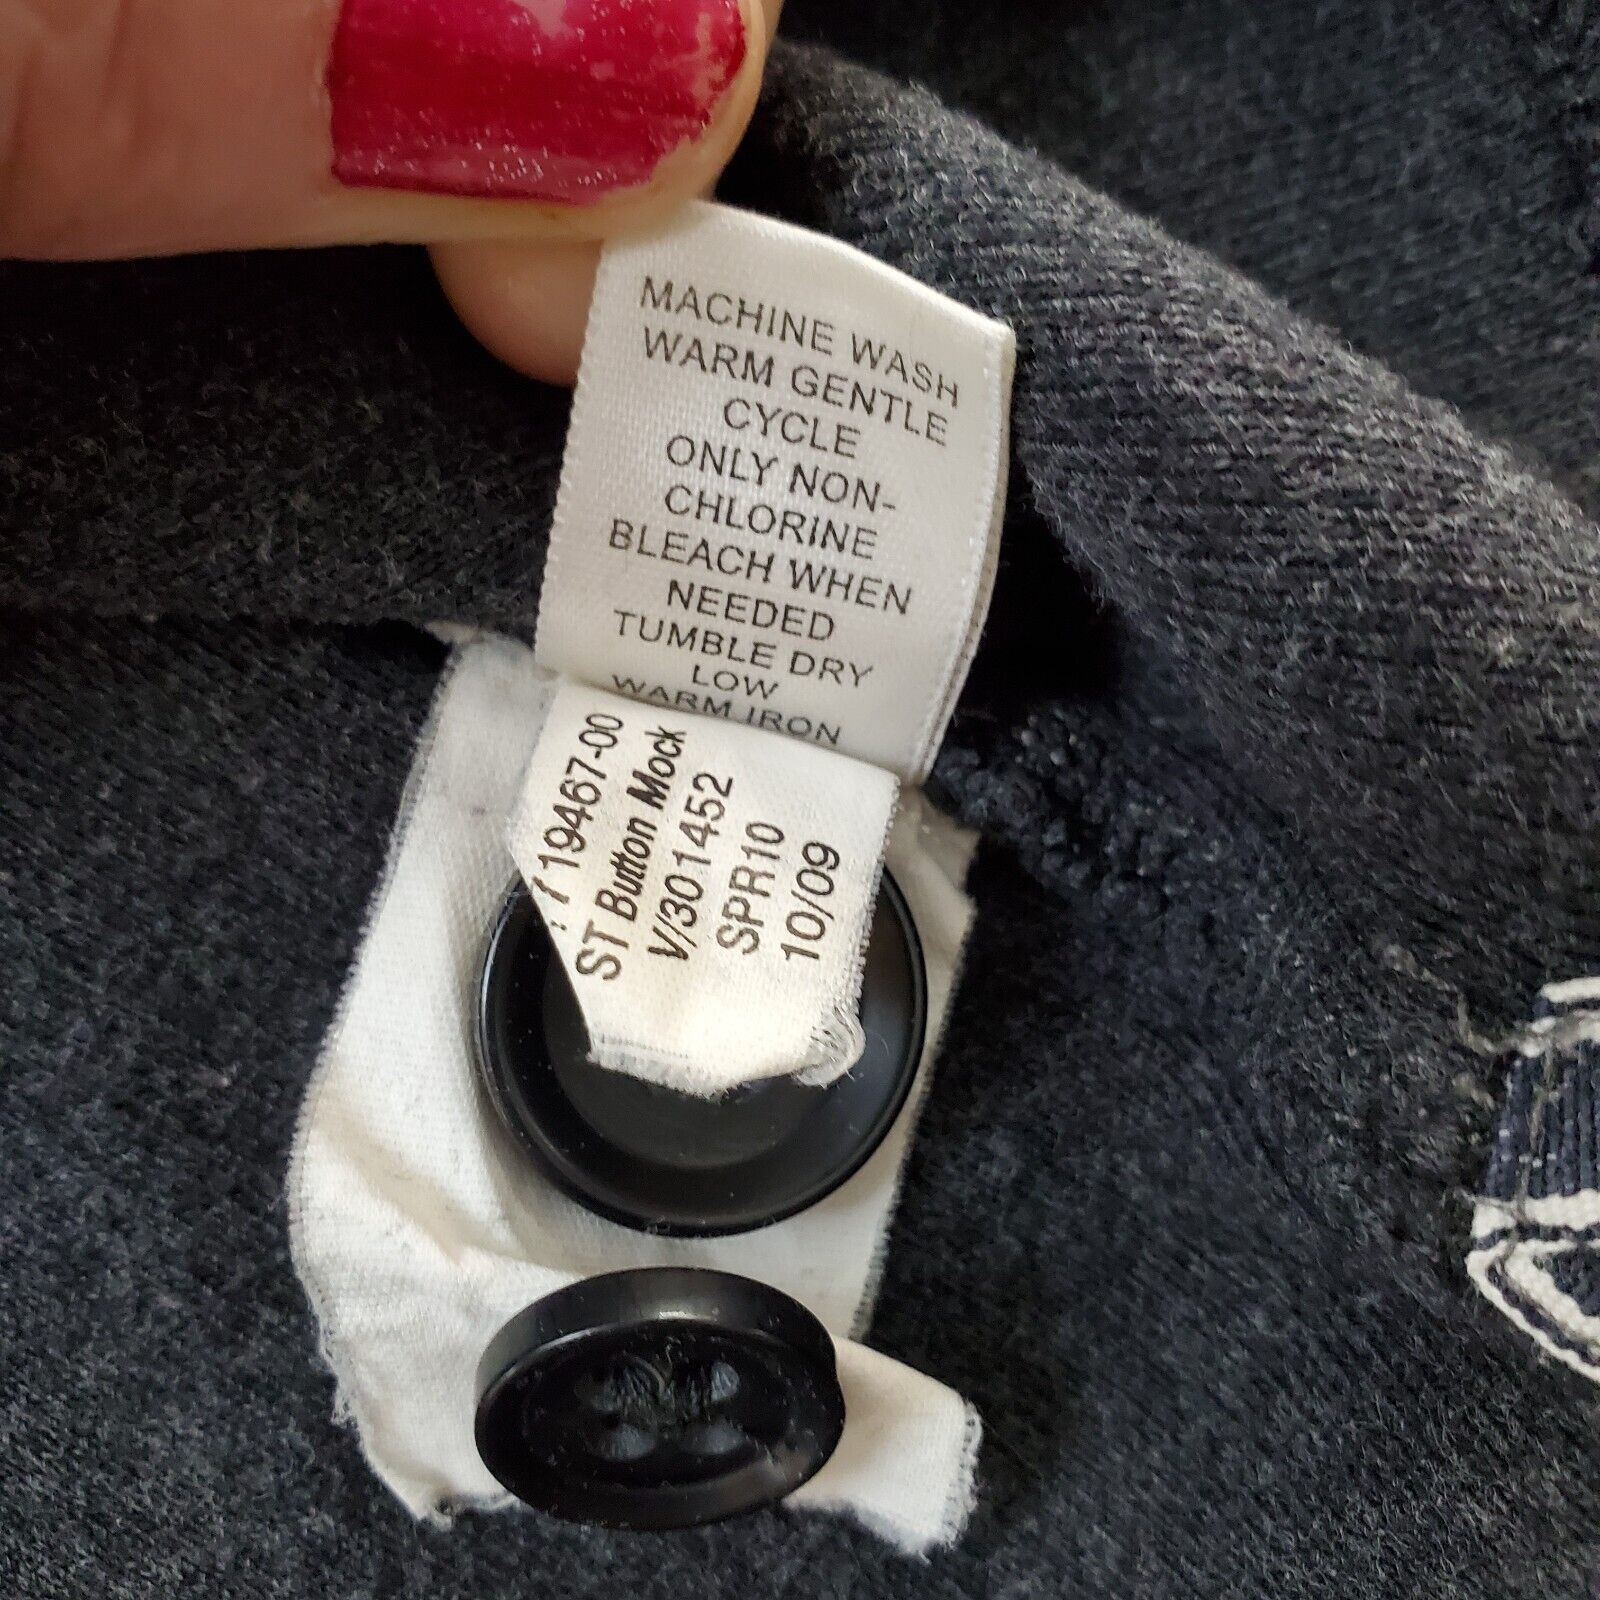 MACHINE WASH
WARM GENTLE
CYCLE
ONLY NON-
CHLORINE
BLEACH WHEN
NEEDED
TUMBLE DRY
LOW
WARM IRON
19467-00
ST Button Mock
V/301452
SPR10
10/09